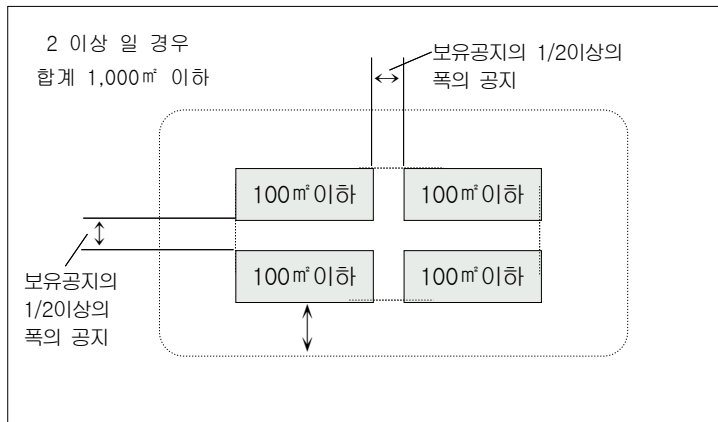 2 이상 일 경우
합계 1,000㎡ 이하
보유공지의 1/2이상의
폭의 공지
100㎡이하
100㎡이하
100㎡이하
100㎡이하
보유공지의
1/2이상의
폭의 공지